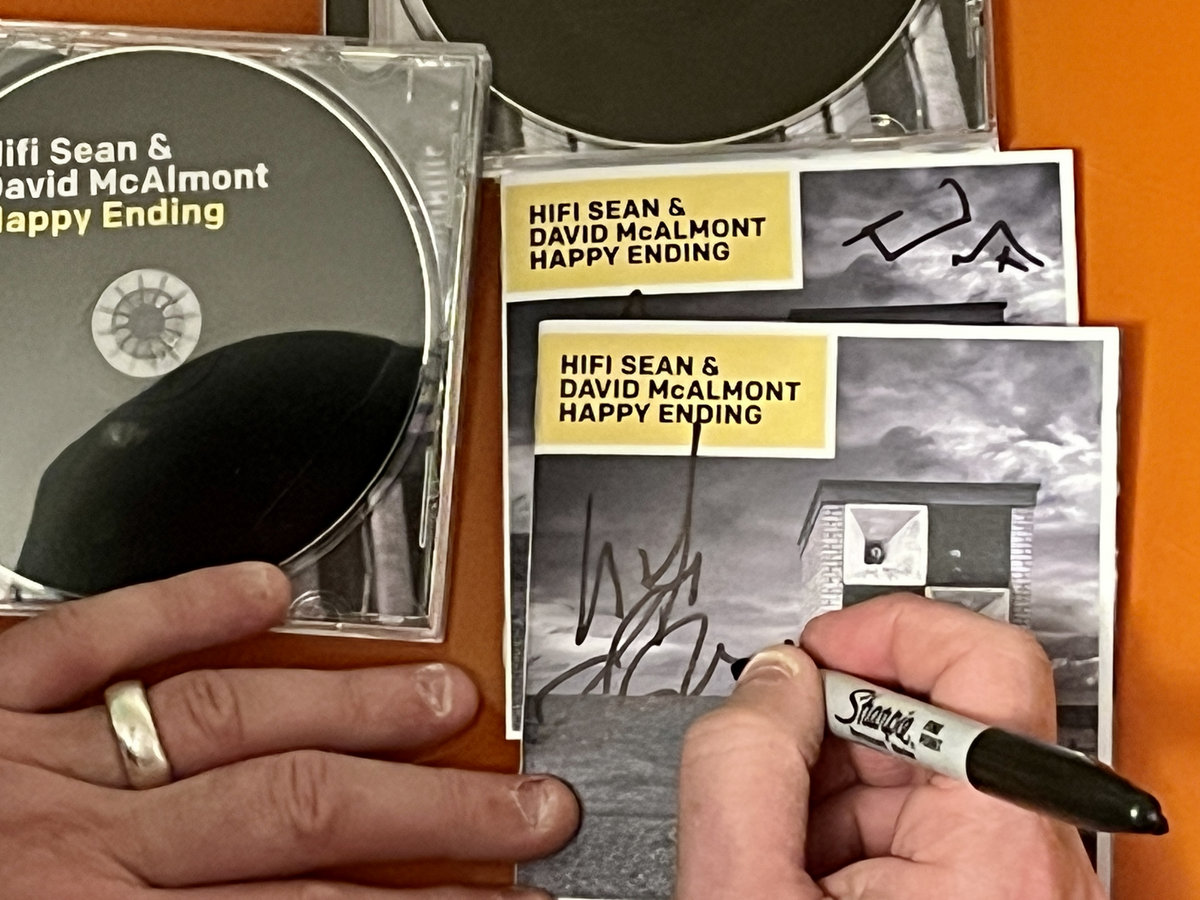 ifi Sean &
David McAlmont
Happy Ending
HIFI SEAN &
DAVID McALMONT
HAPPY ENDING
HIFI SEAN &
DAVID McALMONT
HAPPY ENDING
Sharpie